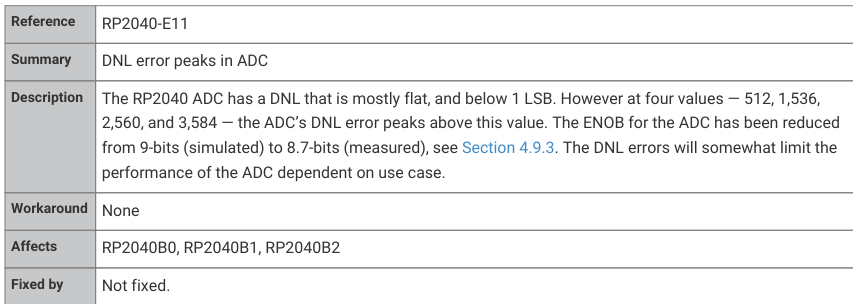 Reference RP2040-E11
Summary DNL error peaks in ADC
Description The RP2040 ADC has a DNL that is mostly flat, and below 1 LSB. However at four values — 512, 1,536,
2,560, and 3,584 — the ADC’s DNL error peaks above this value. The ENOB for the ADC has been reduced
from 9-bits (simulated) to 8.7-bits (measured), see Section 4.9.3. The DNL errors will somewhat limit the
performance of the ADC dependent on use case.
Workaround None
Affects RP2040B0, RP2040B1, RP2040B2
Fixed by Not fixed.